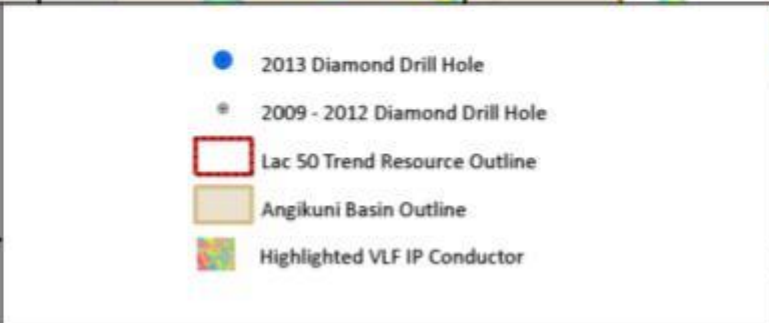 2013 Diamond Drill Hole
2009 - 2012 Diamond Drill Hole
Lac 50 Trend Resource Outline
Angikuni Basin Outline
Highlighted VLF IP Conductor